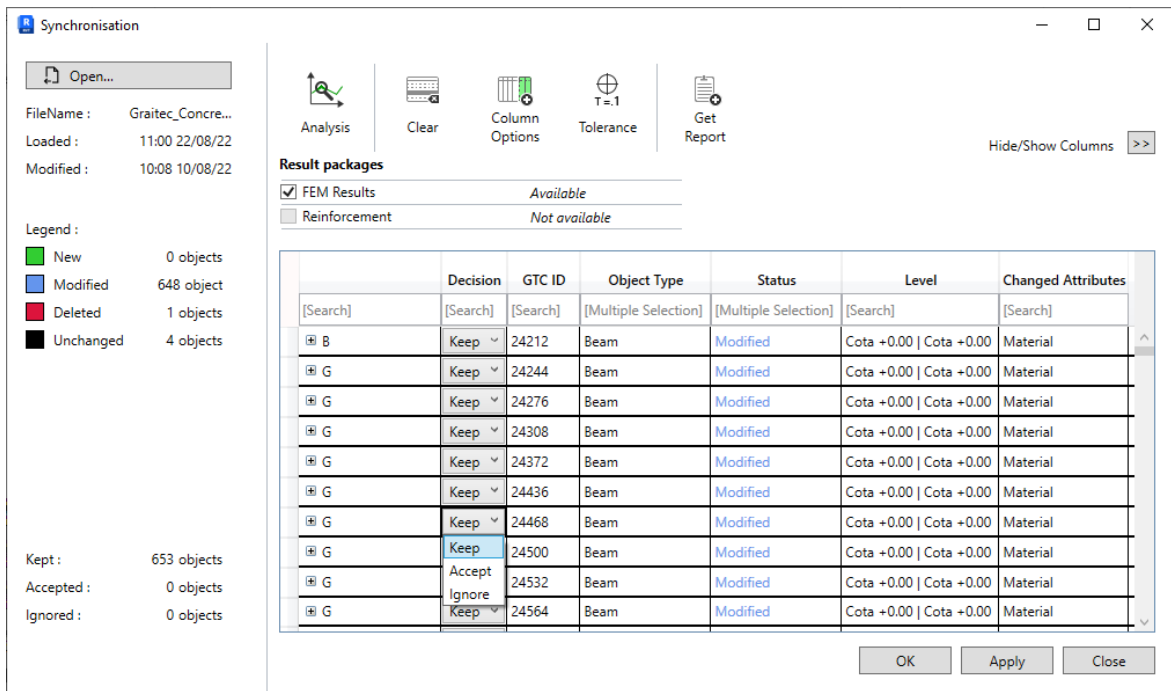 Synchronisation
Open...
FileName : Graitec_Concre...
Loaded : 11:00 22/08/22
Modified : 10:08 10/08/22
Legend :
New 0 objects
Modified 648 object
Deleted 1 objects
Unchanged 4 objects
Kept : 653 objects
Accepted : 0 objects
Ignored : 0 objects
Analysis
Clear
Column
Options
T=.1
Tolerance
Get
Report
Hide/Show Columns >>
Result packages
FEM Results Available
Reinforcement Not available
Decision GTC ID Object Type Status Level Changed Attributes
[Search] [Search] [Search] [Multiple Selection] [Multiple Selection] [Search] [Search]
B Keep 24212 Beam Modified Cota +0.00 | Cota +0.00 Material
G Keep 24244 Beam Modified Cota +0.00 | Cota +0.00 Material
G Keep 24276 Beam Modified Cota +0.00 | Cota +0.00 Material
G Keep 24308 Beam Modified Cota +0.00 | Cota +0.00 Material
G Keep 24372 Beam Modified Cota +0.00 | Cota +0.00 Material
G Keep 24436 Beam Modified Cota +0.00 | Cota +0.00 Material
G Keep 24468 Beam Modified Cota +0.00 | Cota +0.00 Material
G 24500 Beam Modified Cota +0.00 | Cota +0.00 Material
G 24532 Beam Modified Cota +0.00 | Cota +0.00 Material
G Keep 24564 Beam Modified Cota +0.00 | Cota +0.00 Material
Keep
Accept
Ignore
OK Apply Close